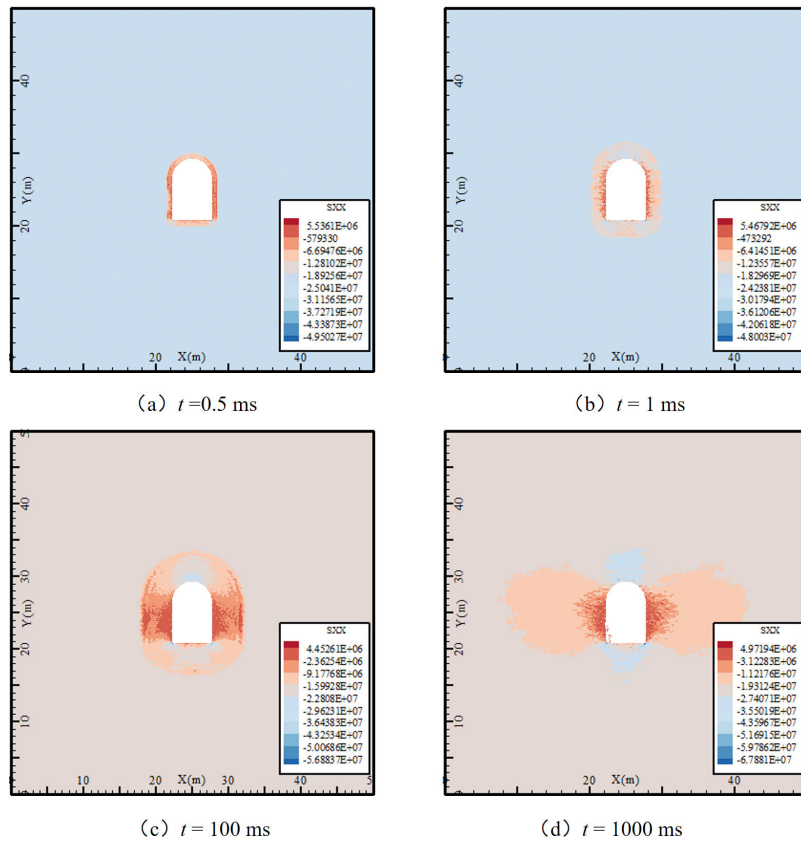 40
20
Y(m)
20
X(m)
40
SXX
5.5361E+06
-579330
-6.69476E+06
-1.28102E+07
-1.89256E+07
-2.5041E+07
-3.11565E+07
-3.72719E+07
-4.33873E+07
-4.95027E+07
(a) t =0.5 ms
40
20
Y(m)
20
X(m)
40
SXX
5.46792E+06
-473292
-6.41451E+06
-1.23557E+07
-1.82969E+07
-2.42381E+07
-3.01794E+07
-3.61206E+07
-4.20618E+07
-4.8003E+07
(b) t = 1 ms
40
30
20
10
Y(m)
10
20
X(m)
30
SXX
4.45261E+06
-2.36254E+06
-9.17768E+06
-1.59928E+07
-2.2808E+07
-2.96231E+07
-3.64383E+07
-4.32534E+07
-5.00686E+07
-5.68837E+07
(c) t = 100 ms
40
30
20
10
Y(m)
20
X(m)
40
SXX
4.97194E+06
-3.12283E+06
-1.12176E+07
-1.93124E+07
-2.74071E+07
-3.55019E+07
-4.35967E+07
-5.16915E+07
-5.97862E+07
-6.7881E+07
(d) t = 1000 ms